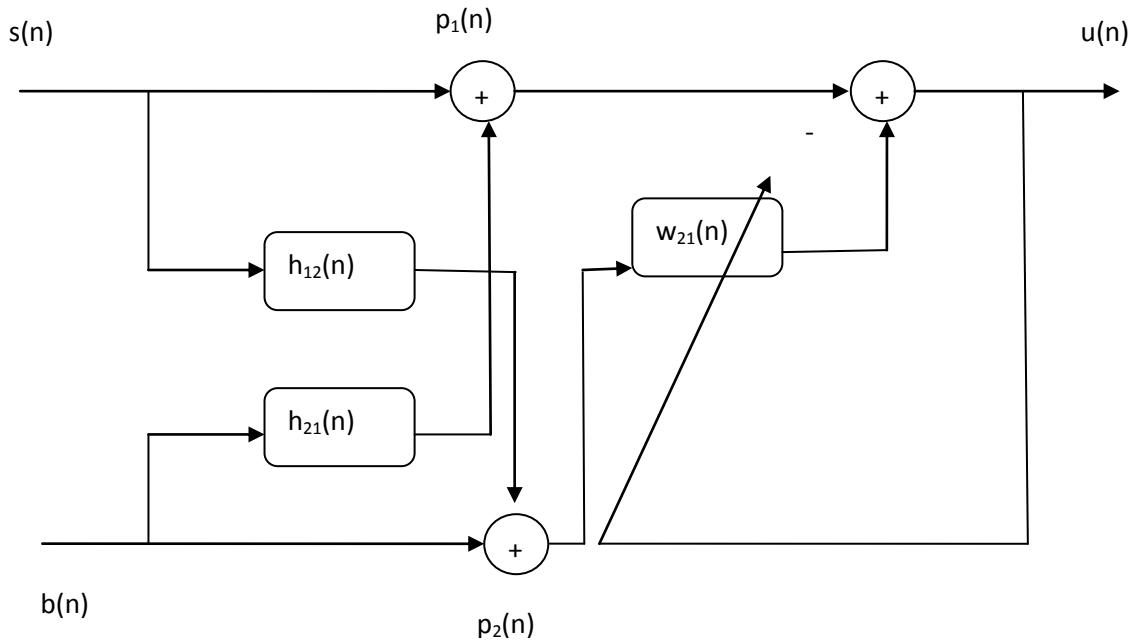 p₁(n)
s(n)
u(n)
+
+
-
w₂₁(n)
h₁₂(n)
h₂₁(n)
+
b(n)
p₂(n)